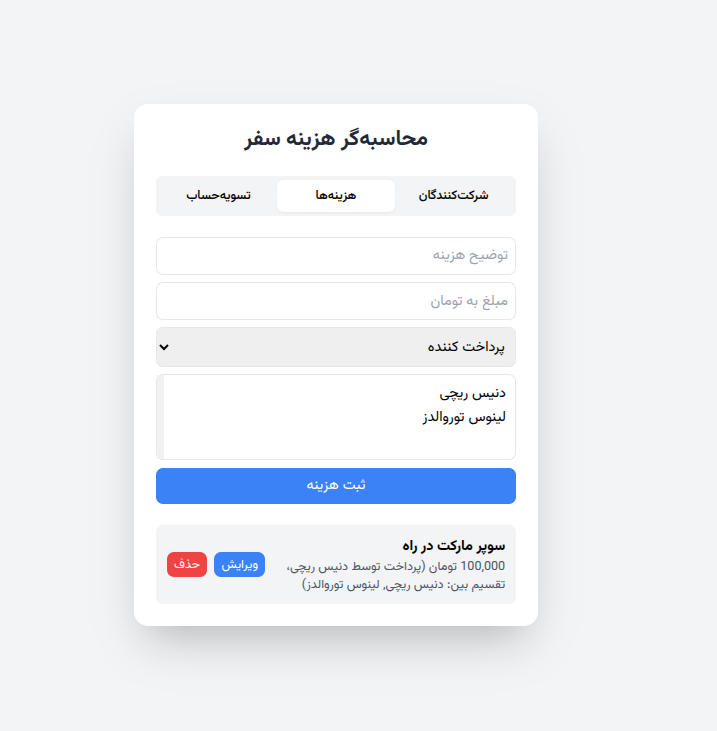 محاسبه‌گر هزینه سفر
شرکت‌کنندگان
هزینه‌ها
تسویه‌حساب
توضیح هزینه
مبلغ به تومان
پرداخت کننده
دنیس ریچی
لینوس توروالدز
ثبت هزینه
سوپر مارکت در راه
100,000 تومان (پرداخت توسط دنیس ریچی،
تقسیم بین: دنیس ریچی, لینوس توروالدز)
ویرایش
حذف